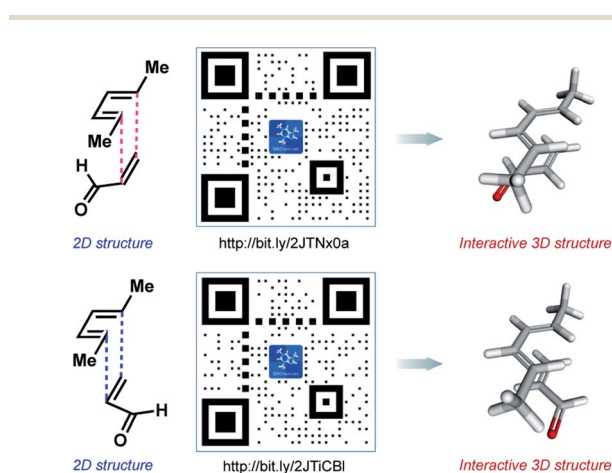 Me
Me
H
O
2D structure
http://bit.ly/2JTNx0a
Interactive 3D structure
Me
Me
H
O
2D structure
http://bit.ly/2JTiCBl
Interactive 3D structure